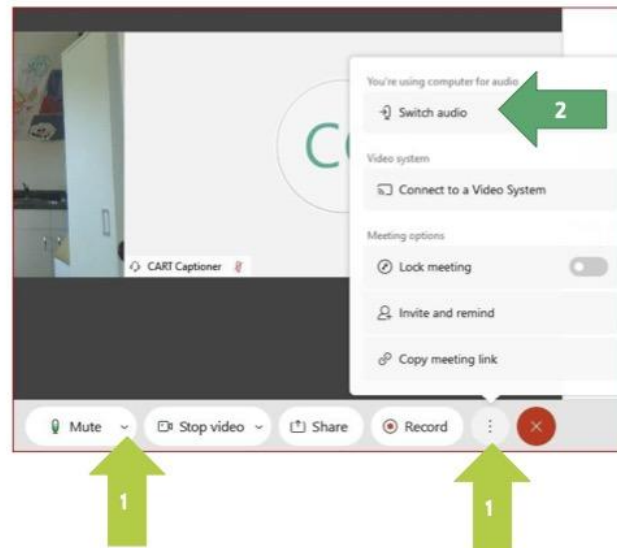 You're using computer for audio
Switch audio
2
Video system
Connect to a Video System
Meeting options
Lock meeting
CART Captioner
Invite and remind
Copy meeting link
Mute
Stop video
Share
Record
1
1